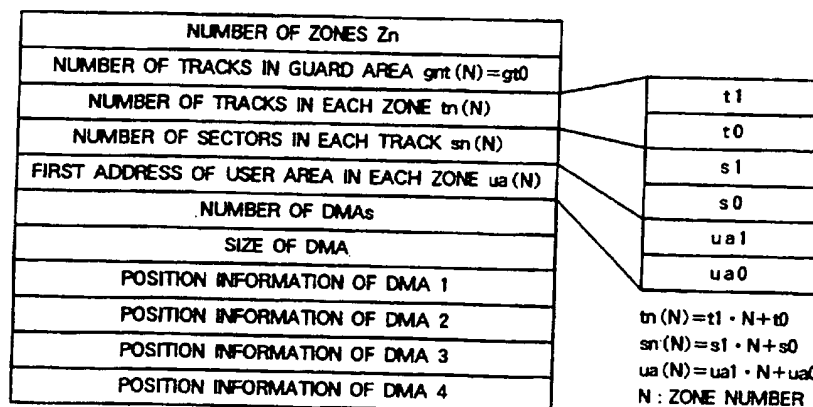 NUMBER OF ZONES Zn
NUMBER OF TRACKS IN GUARD AREA gnt(N)=gt0
NUMBER OF TRACKS IN EACH ZONE tn(N)
NUMBER OF SECTORS IN EACH TRACK sn(N)
FIRST ADDRESS OF USER AREA IN EACH ZONE ua(N)
NUMBER OF DMAs
SIZE OF DMA
POSITION INFORMATION OF DMA 1
POSITION INFORMATION OF DMA 2
POSITION INFORMATION OF DMA 3
POSITION INFORMATION OF DMA 4
t1
t0
s1
s0
ua1
ua0
tn(N)=t1·N+t0
sn(N)=s1·N+s0
ua(N)=ua1·N+ua0
N : ZONE NUMBER